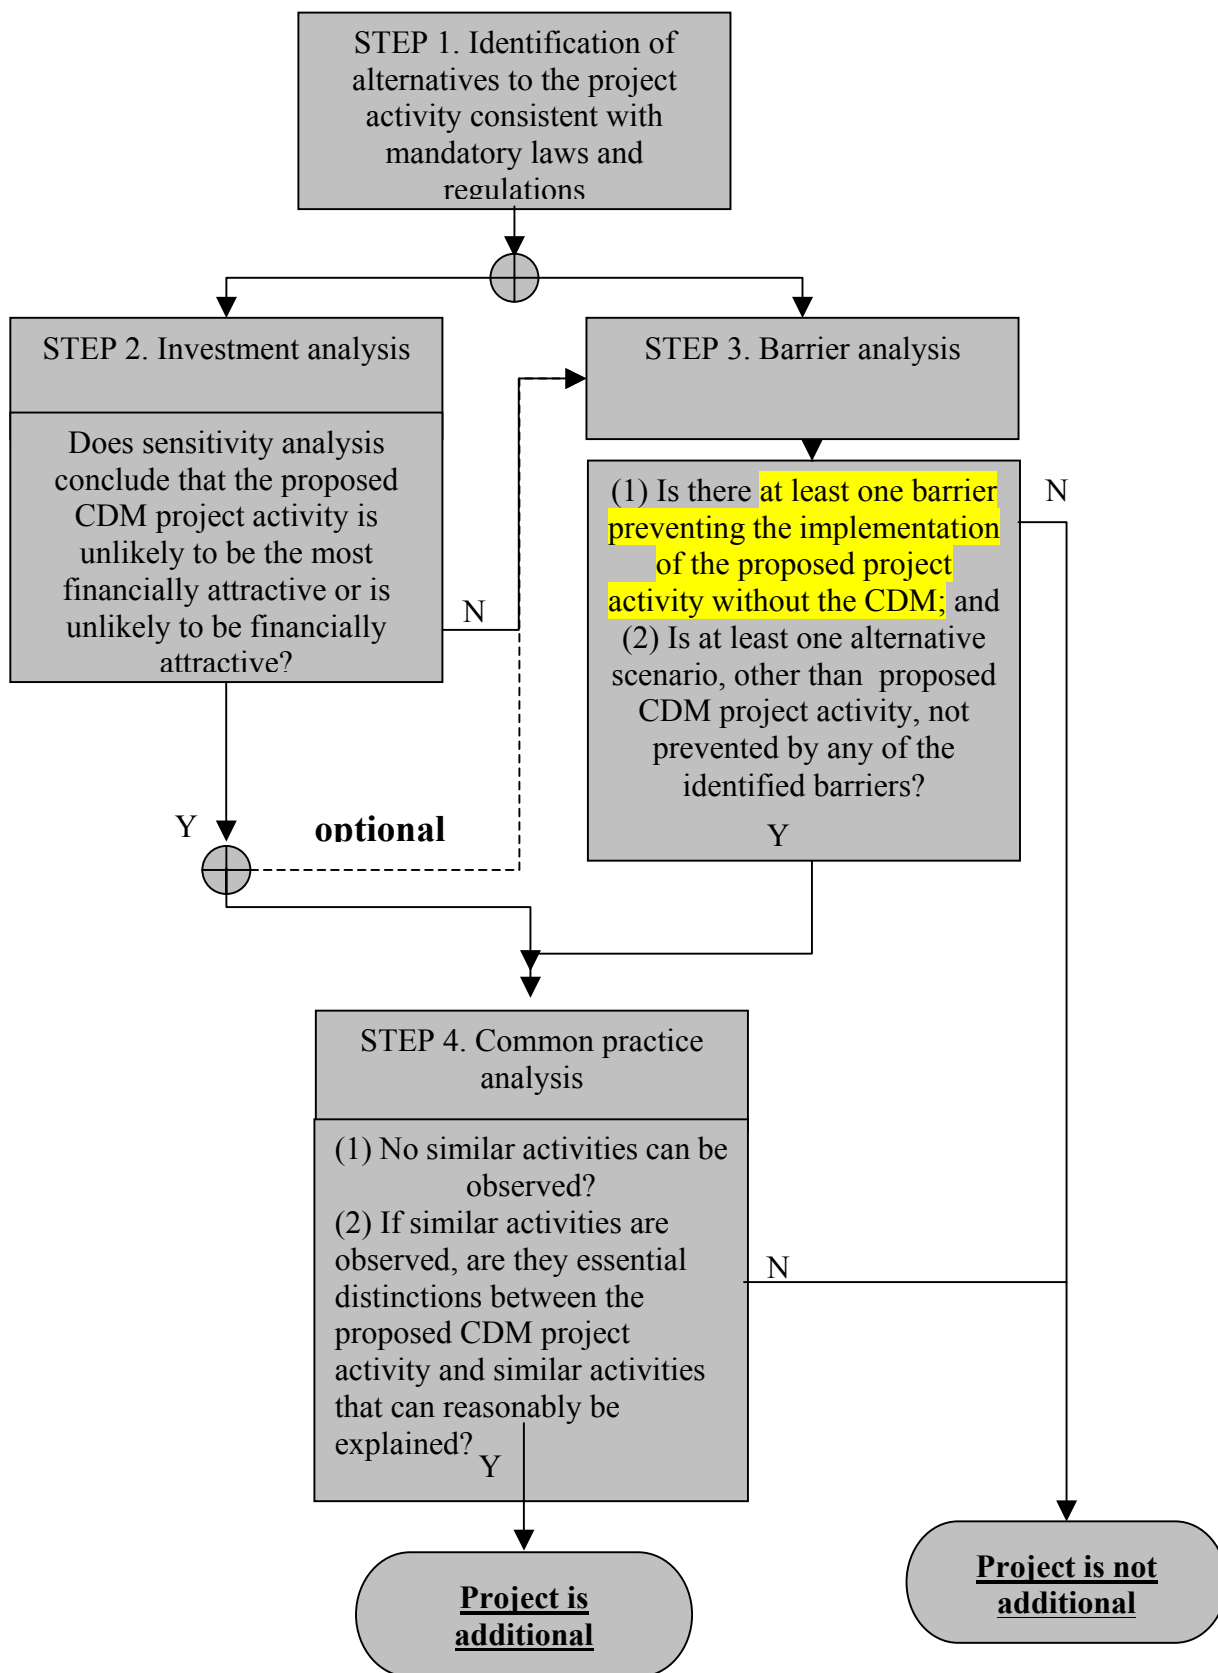 STEP 1. Identification of
alternatives to the project
activity consistent with
mandatory laws and
regulations
STEP 2. Investment analysis
Does sensitivity analysis
conclude that the proposed
CDM project activity is
unlikely to be the most
financially attractive or is
unlikely to be financially
attractive?
N
Y
optional
STEP 3. Barrier analysis
(1) Is there at least one barrier
preventing the implementation
of the proposed project
activity without the CDM; and
(2) Is at least one alternative
scenario, other than proposed
CDM project activity, not
prevented by any of the
identified barriers?
N
Y
STEP 4. Common practice
analysis
(1) No similar activities can be
observed?
(2) If similar activities are
observed, are they essential
distinctions between the
proposed CDM project
activity and similar activities
that can reasonably be
explained?
N
Y
Project is
additional
Project is not
additional